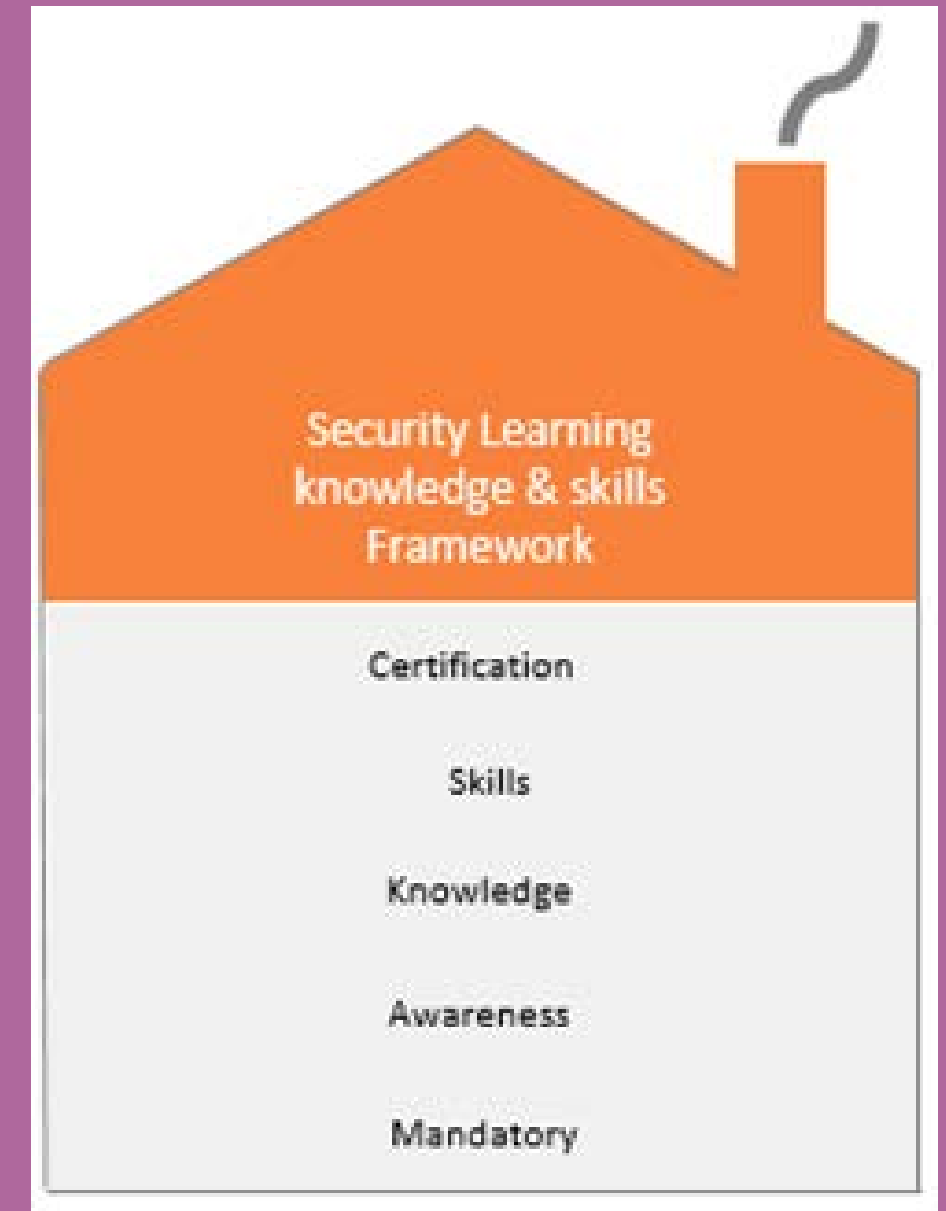 Security Learning
knowledge & skills
Framework
Certification
Skills
Knowledge
Awareness
Mandatory